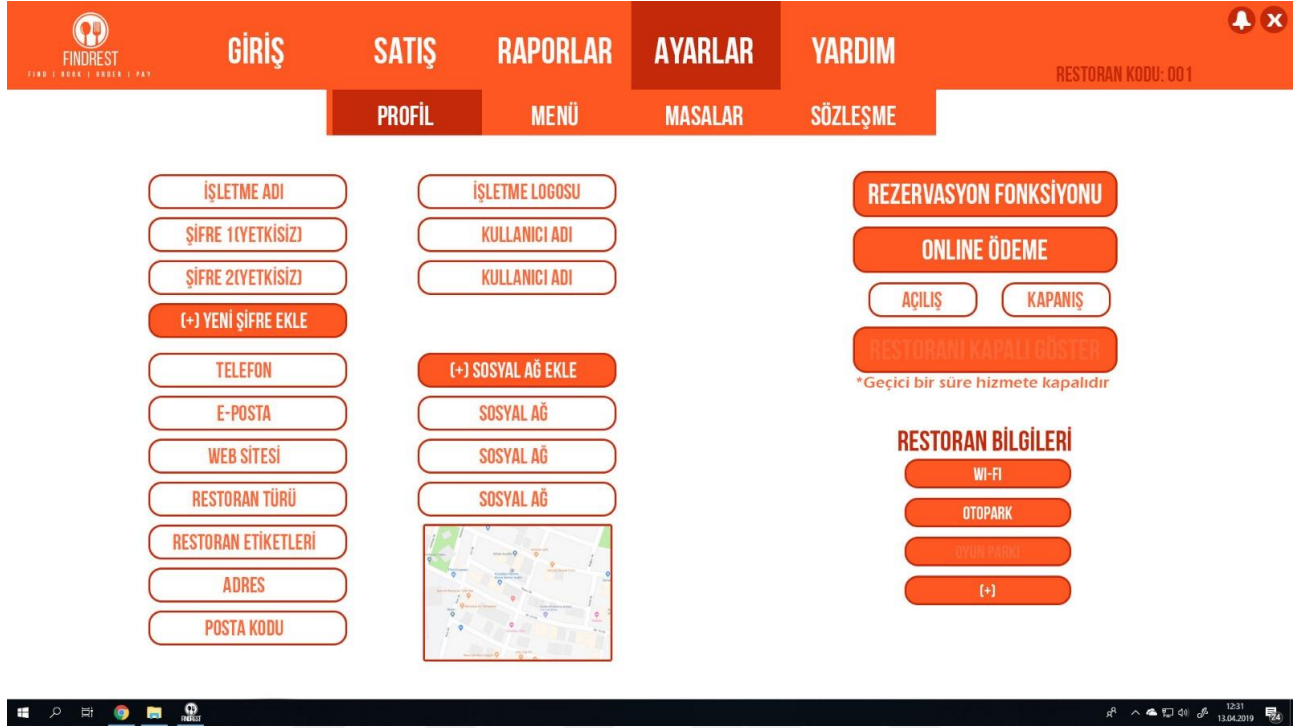 FINDREST
FIND | BOOK | ORDER | PAY
GİRİŞ
SATIŞ
RAPORLAR
AYARLAR
YARDIM
RESTORAN KODU: 001
PROFİL
MENÜ
MASALAR
SÖZLEŞME
İŞLETME ADI
ŞİFRE 1(YETKİSİZ)
ŞİFRE 2(YETKİSİZ)
(+) YENİ ŞİFRE EKLE
TELEFON
E-POSTA
WEB SİTESİ
RESTORAN TÜRÜ
RESTORAN ETİKETLERİ
ADRES
POSTA KODU
İŞLETME LOGOSU
KULLANICI ADI
KULLANICI ADI
(+) SOSYAL AĞ EKLE
SOSYAL AĞ
SOSYAL AĞ
SOSYAL AĞ
REZERVASYON FONKSİYONU
ONLINE ÖDEME
AÇILIŞ
KAPANIŞ
RESTORANI KAPALI GÖSTER
*Geçici bir süre hizmete kapalıdır
RESTORAN BİLGİLERİ
WI-FI
OTOPARK
OYUN PARKI
(+)
FINDREST
12:31
13.04.2019
24